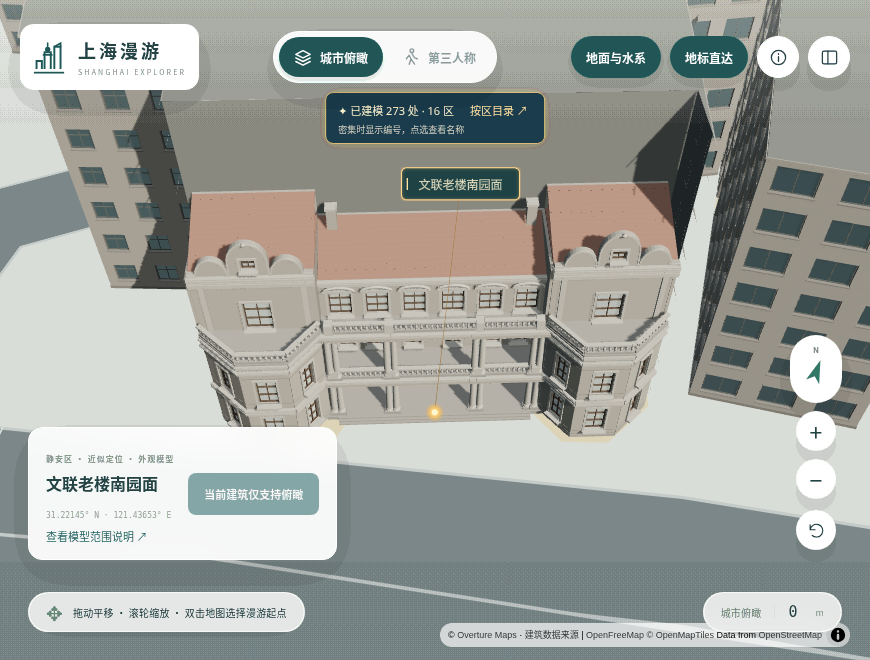 上海漫游
SHANGHAI EXPLORER
城市俯瞰
第三人称
地面与水系
地标直达
✦ 已建模 273 处 · 16 区 按区目录 ↗
密集时显示编号，点选查看名称
文联老楼南园面
N
静安区 · 近似定位 · 外观模型
文联老楼南园面
当前建筑仅支持俯瞰
31.22145° N · 121.43653° E
查看模型范围说明 ↗
拖动平移 · 滚轮缩放 · 双击地图选择漫游起点
城市俯瞰 0 m
© Overture Maps · 建筑数据来源 | OpenFreeMap © OpenMapTiles Data from OpenStreetMap